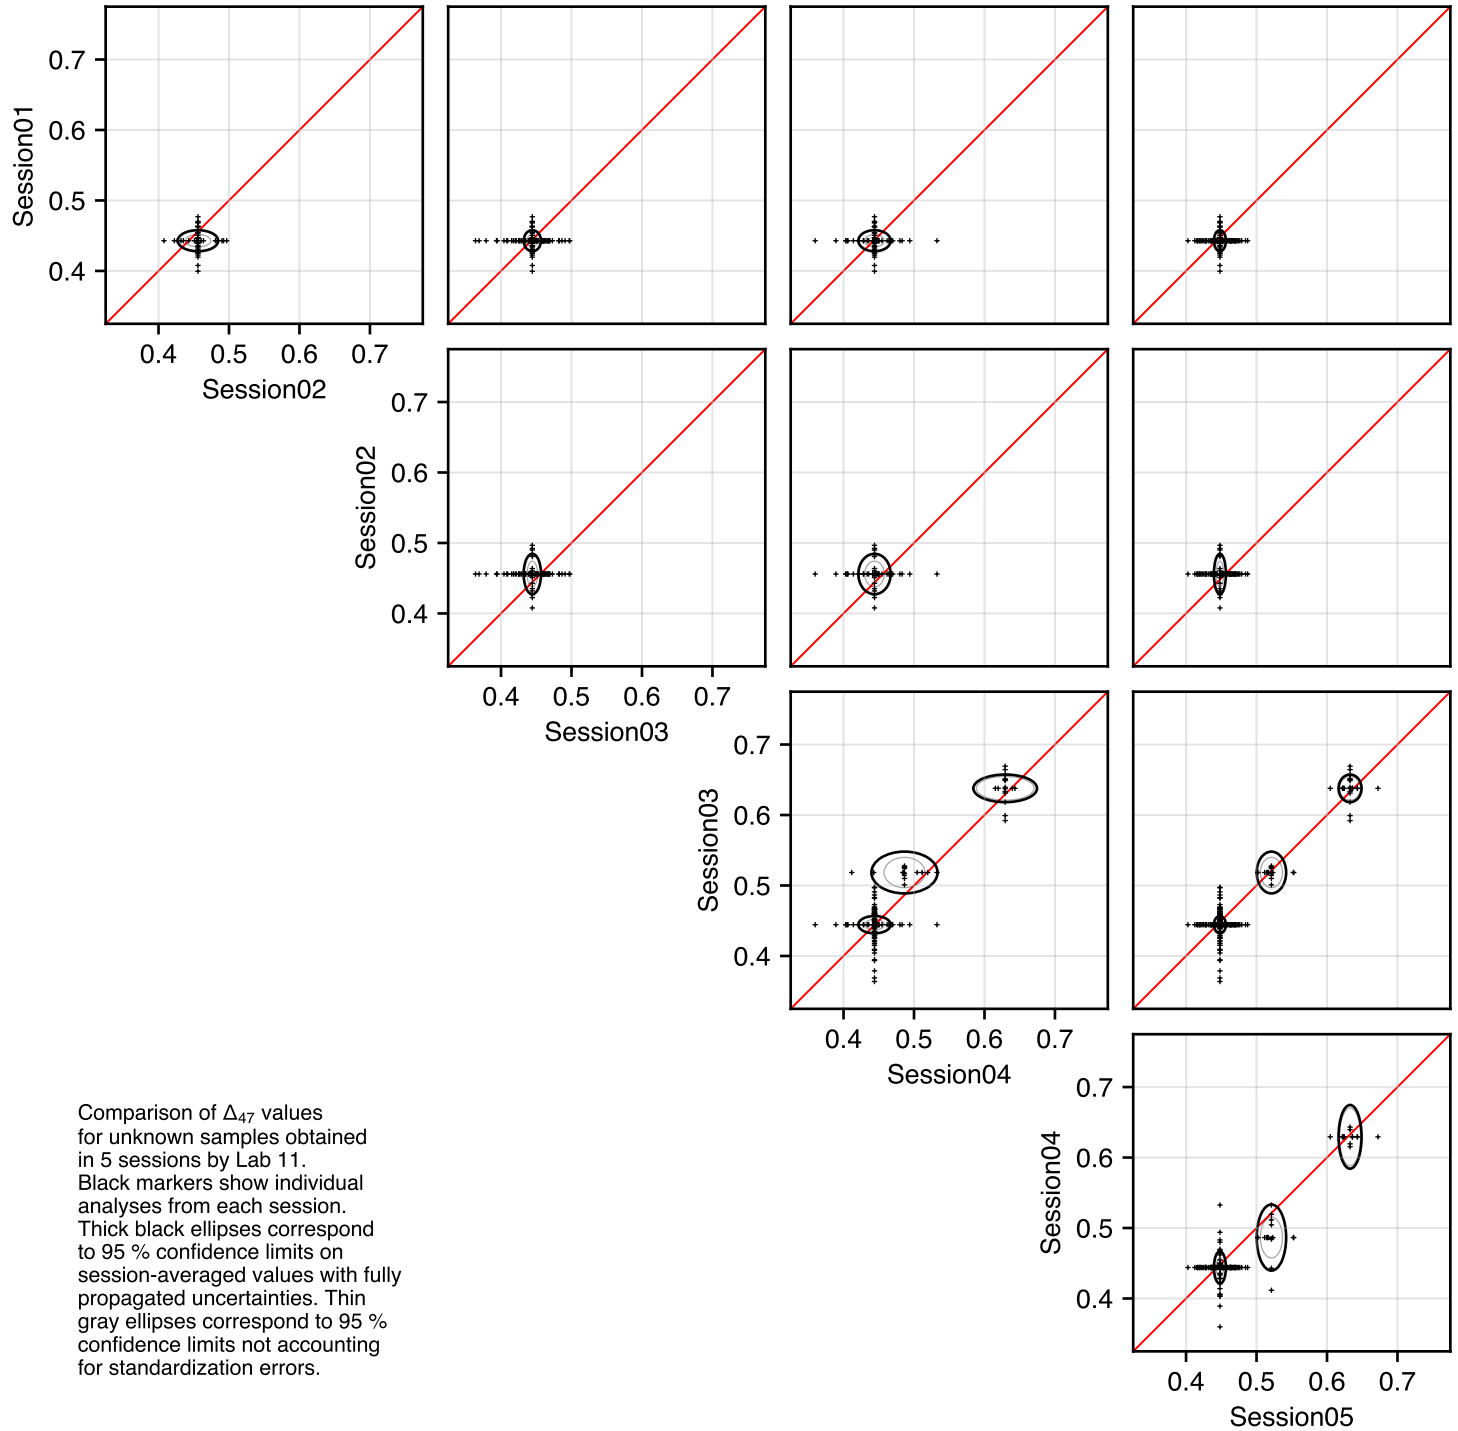 0.7
0.6
0.5
0.4
Session01
0.4 0.5 0.6 0.7
Session02
0.7
0.6
0.5
0.4
Session02
0.4 0.5 0.6 0.7
Session03
0.7
0.6
0.5
0.4
Session03
0.4 0.5 0.6 0.7
Session04
0.7
0.6
0.5
0.4
Session04
0.4 0.5 0.6 0.7
Session05
Comparison of Δ47 values
for unknown samples obtained
in 5 sessions by Lab 11.
Black markers show individual
analyses from each session.
Thick black ellipses correspond
to 95 % confidence limits on
session-averaged values with fully
propagated uncertainties. Thin
gray ellipses correspond to 95 %
confidence limits not accounting
for standardization errors.